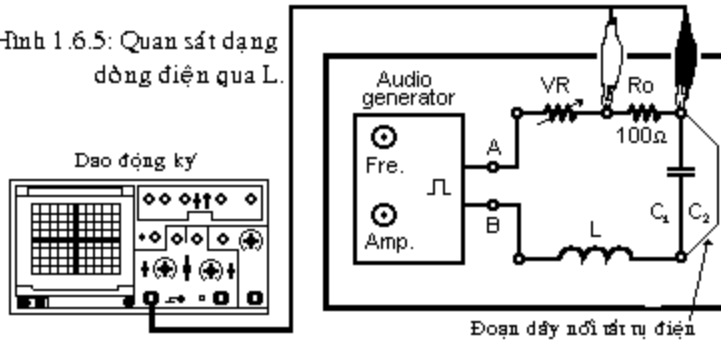 Hình 1.6.5: Quan sát dạng
dòng điện qua L.
Audio
generator
VR
Ro
100Ω
A
Fre.
Dao động ký
B
C₁
C₂
L
Amp.
Đoạn dây nối tắt tụ điện